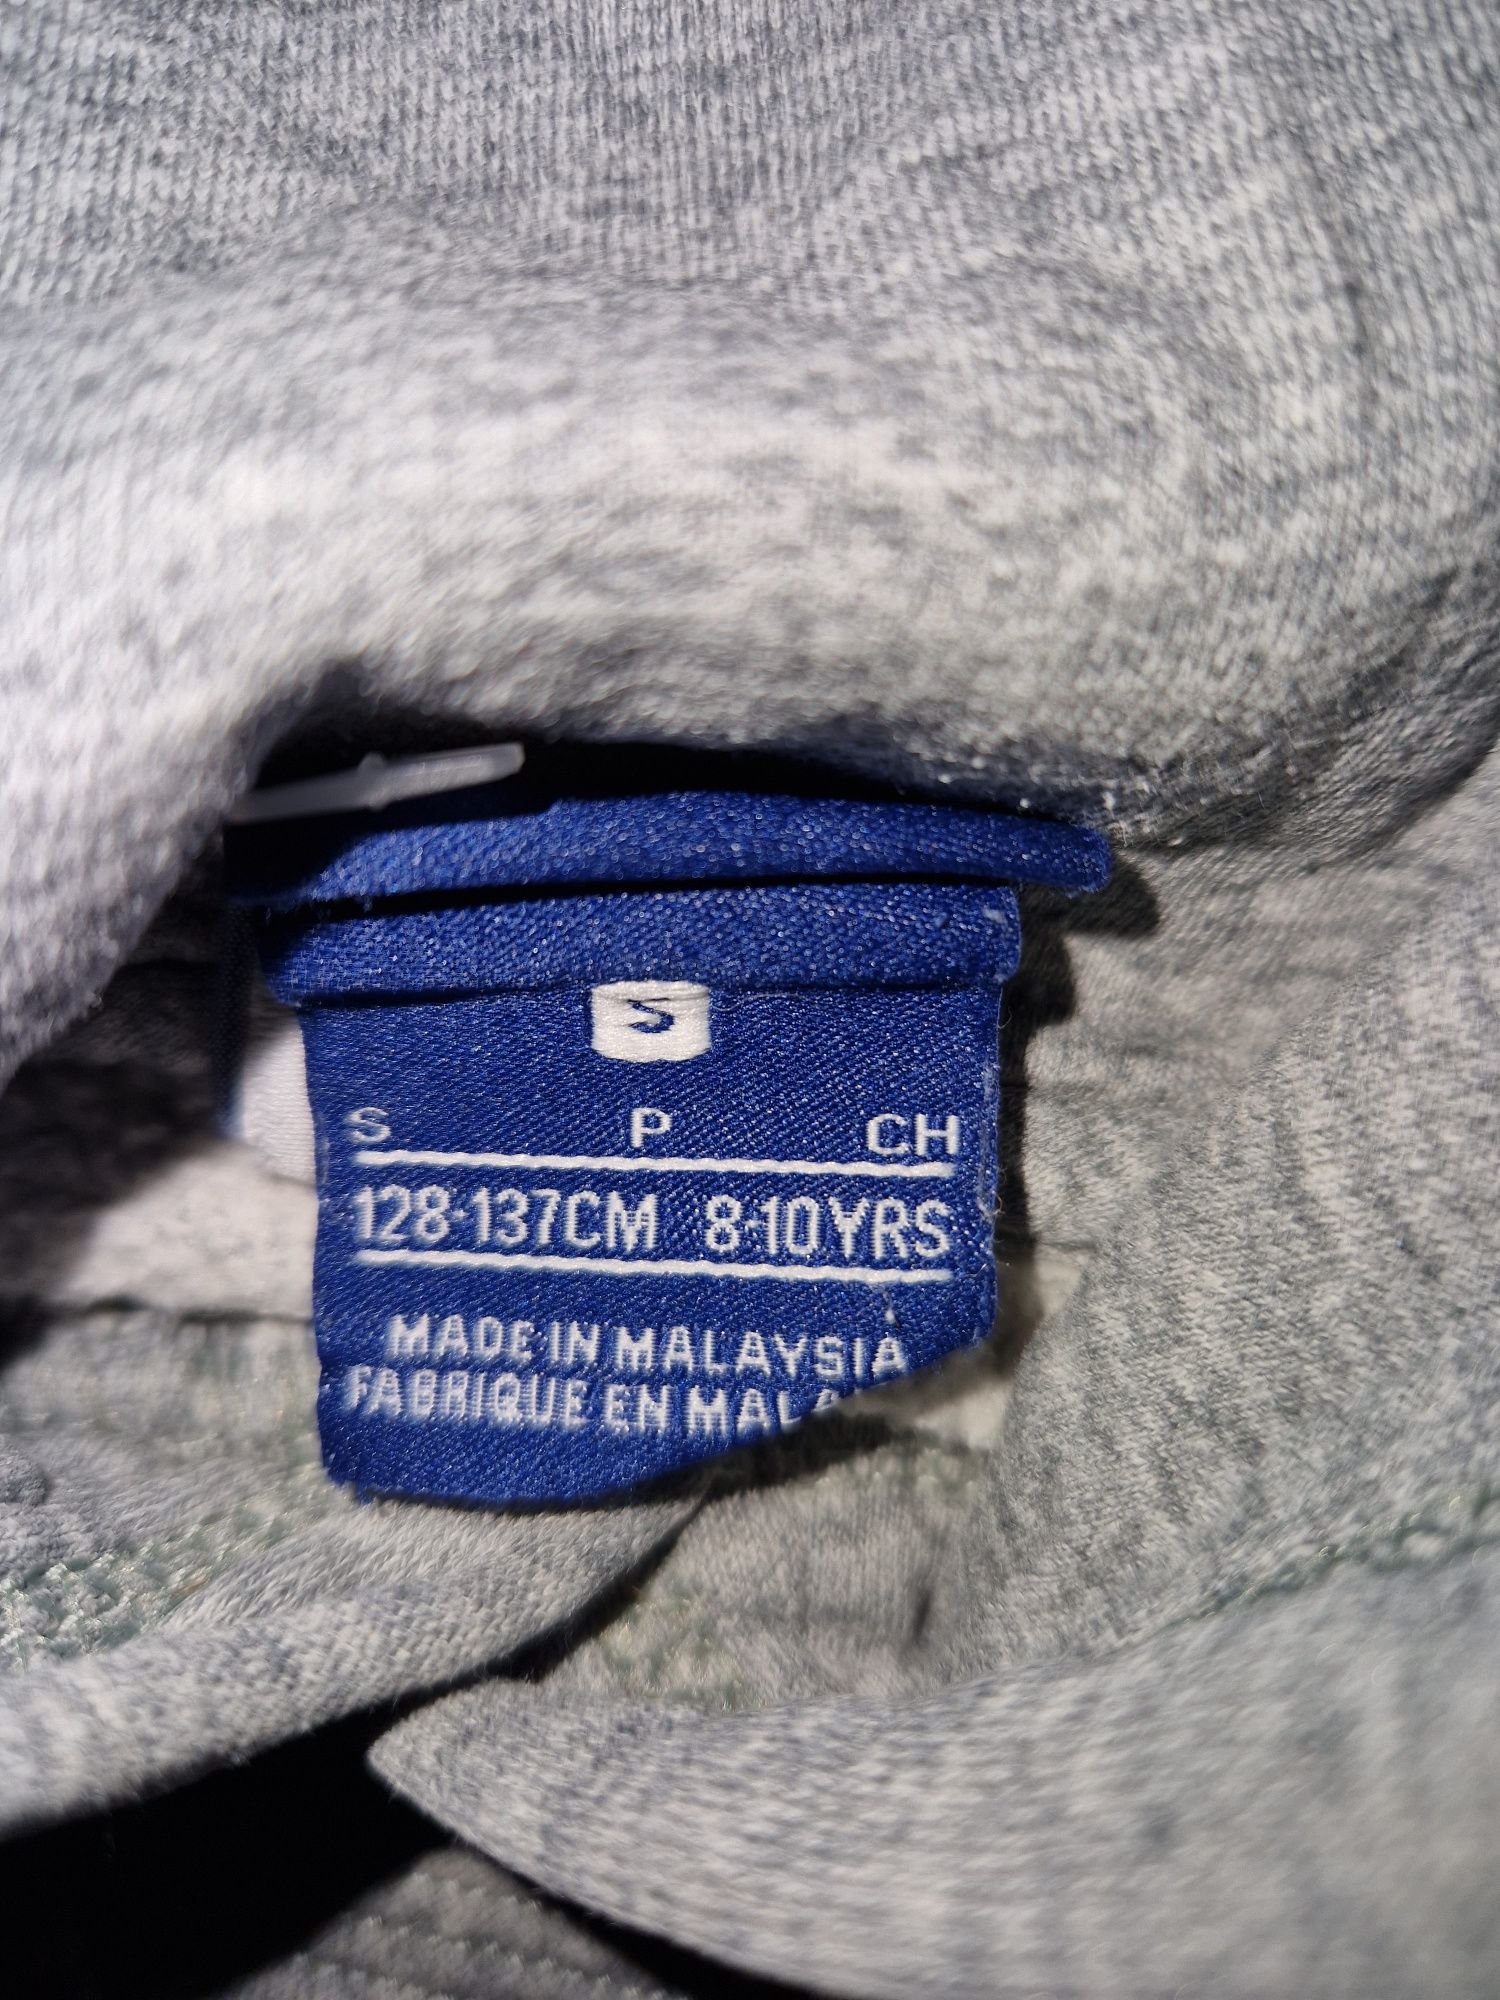 S
S P CH
128-137CM 8-10YRS
MADE IN MALAYSIA
FABRIQUE EN MALA